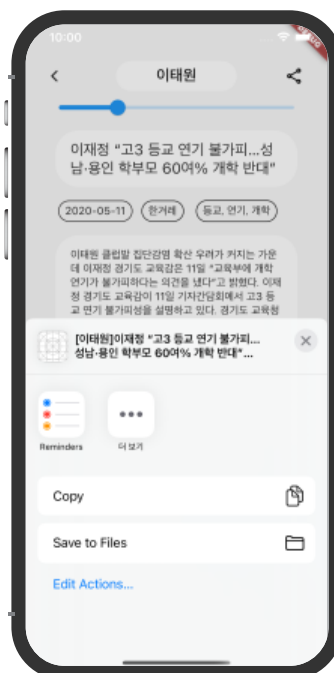 10:00
이태원
이재정 “고3 등교 연기 불가피...성
남·용인 학부모 60여% 개학 반대”
2020-05-11 한겨레 등교, 연기, 개학
이태원 클럽발 집단감염 확산 우려가 커지는 가운
데 이재정 경기도 교육감은 11일 “교육부에 개학
연기가 불가피하다는 의견을 냈다”고 밝혔다. 이재
정 경기도 교육감이 11일 기자간담회에서 고3 등
교 연기 불가피성을 설명하고 있다. 경기도 교육청
[이태원]이재정 “고3 등교 연기 불가피...
성남·용인 학부모 60여% 개학 반대”...
Reminders 더 보기
Copy
Save to Files
Edit Actions...